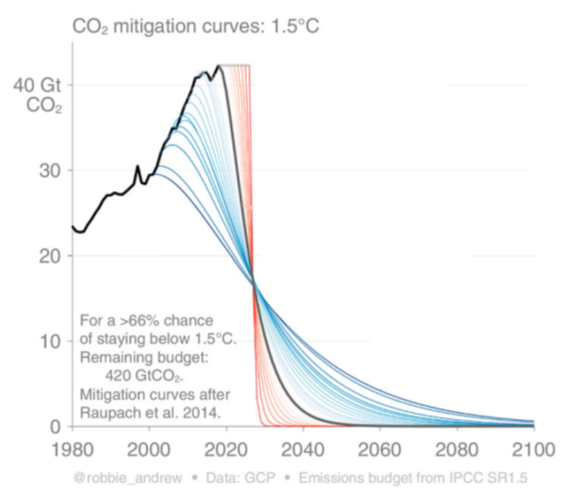 CO₂ mitigation curves: 1.5°C
40 Gt
CO₂
30
20
10
0
For a >66% chance
of staying below 1.5°C.
Remaining budget:
420 GtCO₂.
Mitigation curves after
Raupach et al. 2014.
1980 2000 2020 2040 2060 2080 2100
@robbie_andrew • Data: GCP • Emissions budget from IPCC SR1.5